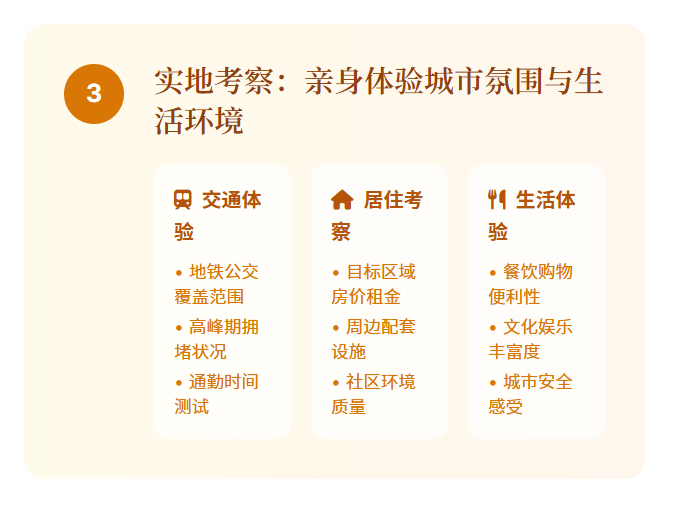 3
实地考察：亲身体验城市氛围与生
活环境
交通体
验
• 地铁公交
覆盖范围
• 高峰期拥
堵状况
• 通勤时间
测试
居住考
察
• 目标区域
房价租金
• 周边配套
设施
• 社区环境
质量
生活体
验
• 餐饮购物
便利性
• 文化娱乐
丰富度
• 城市安全
感受